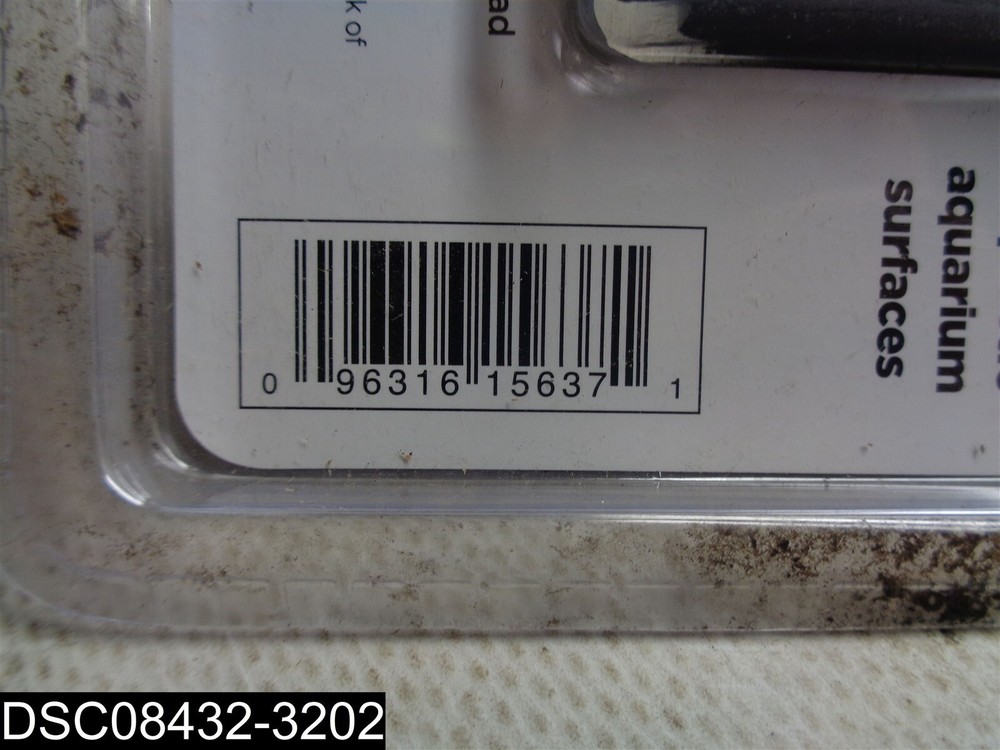 k of
ad
aquarium
surfaces
0 96316 15637 1
DSC08432-3202